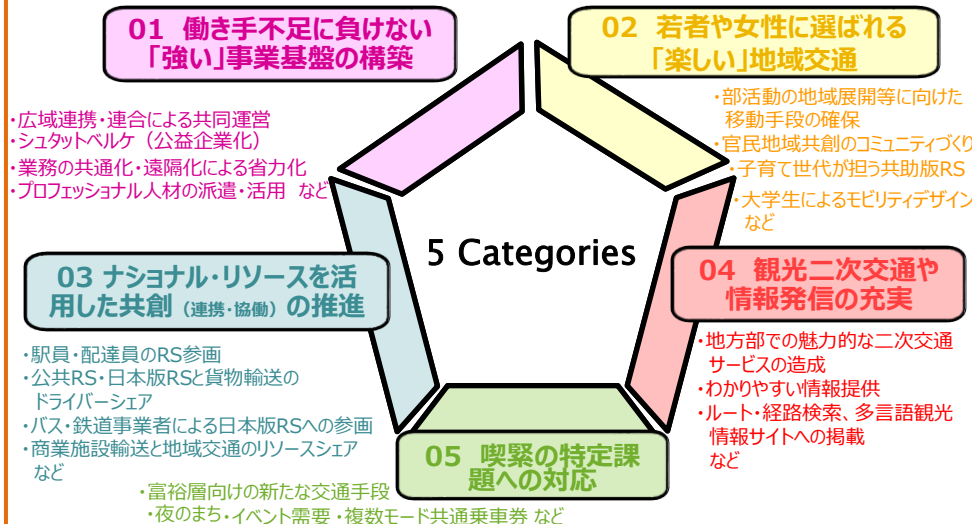 01 働き手不足に負けない
「強い」事業基盤の構築
・広域連携・連合による共同運営
・シュタットベルケ（公益企業化）
・業務の共通化・遠隔化による省力化
・プロフェッショナル人材の派遣・活用 など
02 若者や女性に選ばれる
「楽しい」地域交通
・部活動の地域展開等に向けた
移動手段の確保
・官民地域共創のコミュニティづくり
・子育て世代が担う共助版RS
・大学生によるモビリティデザイン
など
5 Categories
03 ナショナル・リソースを活
用した共創（連携・協働）の推進
・駅員・配達員のRS参画
・公共RS・日本版RSと貨物輸送の
ドライバーシェア
・バス・鉄道事業者による日本版RSへの参画
・商業施設輸送と地域交通のリソースシェア
など
04 観光二次交通や
情報発信の充実
・地方部での魅力的な二次交通
サービスの造成
・わかりやすい情報提供
・ルート・経路検索、多言語観光
情報サイトへの掲載
など
05 喫緊の特定課
題への対応
・富裕層向けの新たな交通手段
・夜のまち・イベント需要・複数モード共通乗車券 など